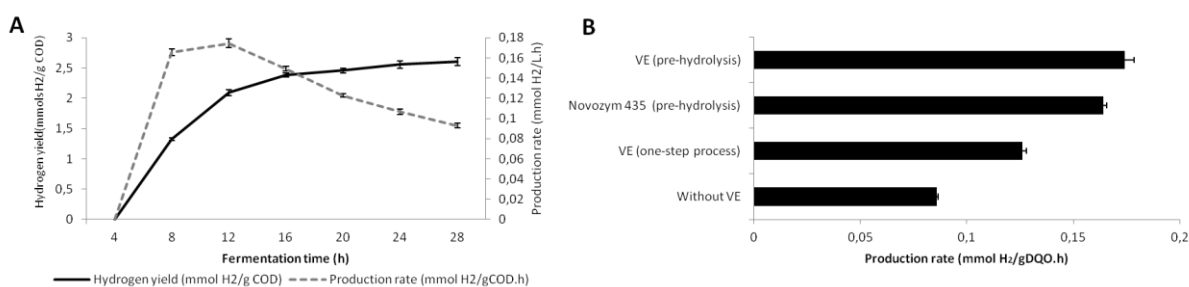 A
Hydrogen yield(mmolsH2/g COD)
3
2,5
2
1,5
1
0,5
0
0,18
0,16
0,14
0,12
0,1
0,08
0,06
0,04
0,02
0
Production rate (mmol H2/L.h)
4 8 12 16 20 24 28
Fermentation time (h)
Hydrogen yield (mmol H2/g COD) Production rate (mmol H2/gCOD.h)
B
VE (pre-hydrolysis)
Novozym 435 (pre-hydrolysis)
VE (one-step process)
Without VE
0 0,05 0,1 0,15 0,2
Production rate (mmol H2/gDQO.h)